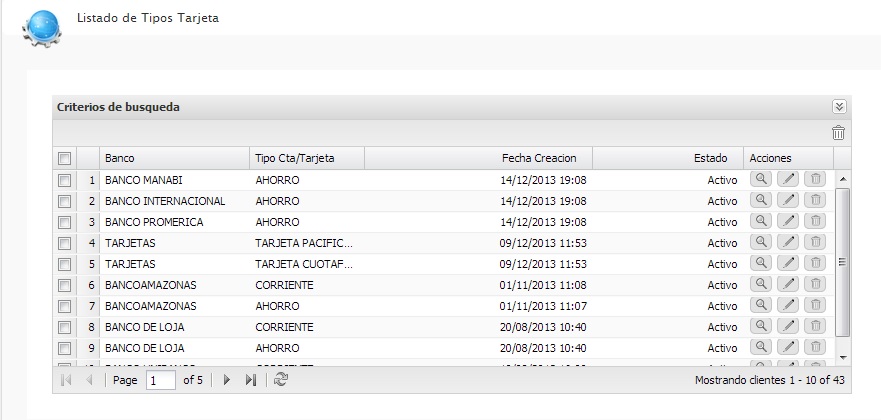 Listado de Tipos Tarjeta
Criterios de busqueda
Banco Tipo Cta/Tarjeta Fecha Creacion Estado Acciones
1 BANCO MANABI AHORRO 14/12/2013 19:08 Activo
2 BANCO INTERNACIONAL AHORRO 14/12/2013 19:08 Activo
3 BANCO PROMERICA AHORRO 14/12/2013 19:08 Activo
4 TARJETAS TARJETA PACIFIC... 09/12/2013 11:53 Activo
5 TARJETAS TARJETA CUOTAF... 09/12/2013 11:53 Activo
6 BANCOAMAZONAS CORRIENTE 01/11/2013 11:08 Activo
7 BANCOAMAZONAS AHORRO 01/11/2013 11:07 Activo
8 BANCO DE LOJA CORRIENTE 20/08/2013 10:40 Activo
9 BANCO DE LOJA AHORRO 20/08/2013 10:40 Activo
Page 1 of 5 Mostrando clientes 1 - 10 of 43